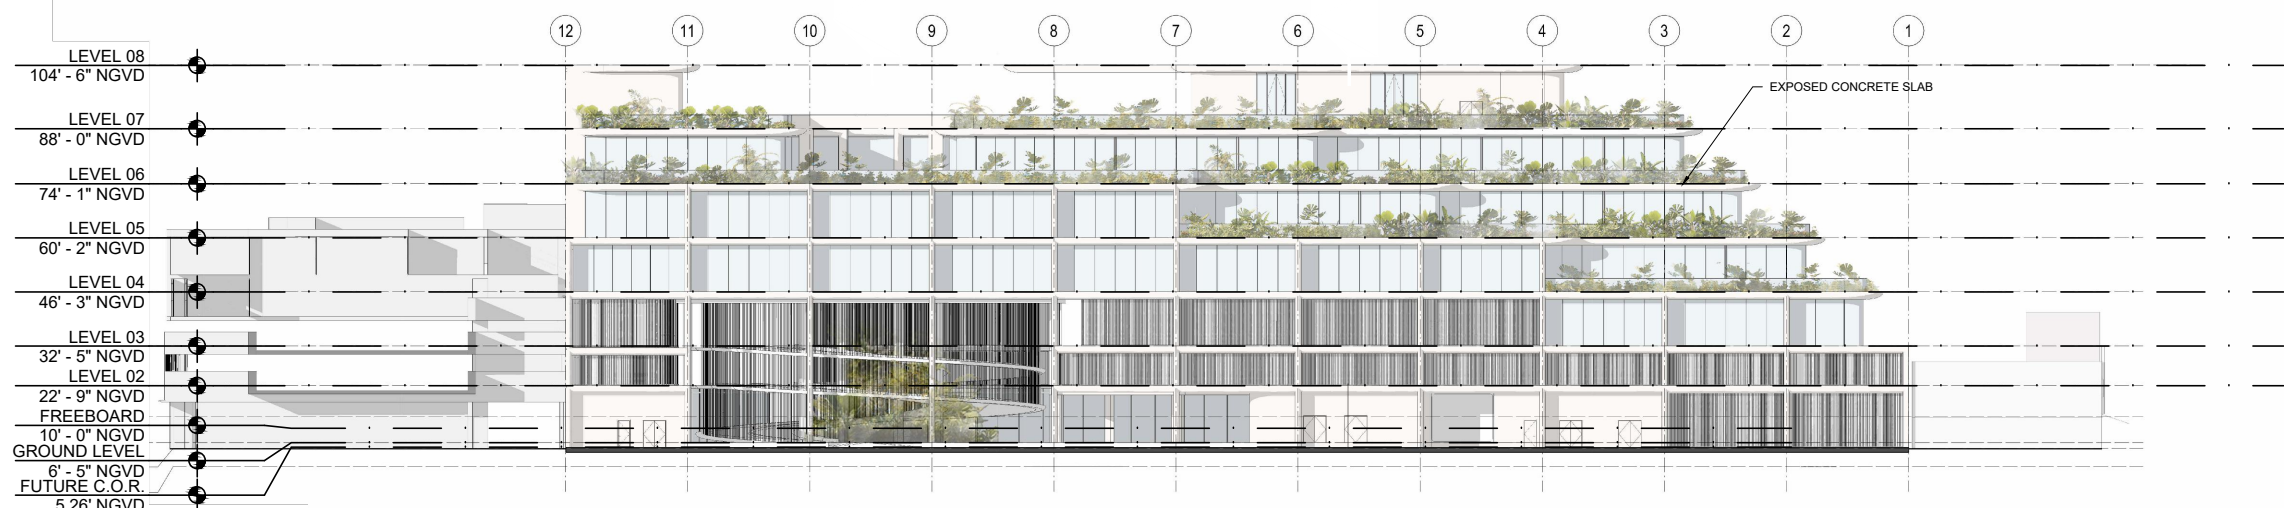 12
11
10
9
8
7
6
5
4
3
2
1
LEVEL 08
104' - 6" NGVD
EXPOSED CONCRETE SLAB
LEVEL 07
88' - 0" NGVD
LEVEL 06
74' - 1" NGVD
LEVEL 05
60' - 2" NGVD
LEVEL 04
46' - 3" NGVD
LEVEL 03
32' - 5" NGVD
LEVEL 02
22' - 9" NGVD
FREEBOARD
10' - 0" NGVD
GROUND LEVEL
6' - 5" NGVD
FUTURE C.O.R.
5.26' NGVD